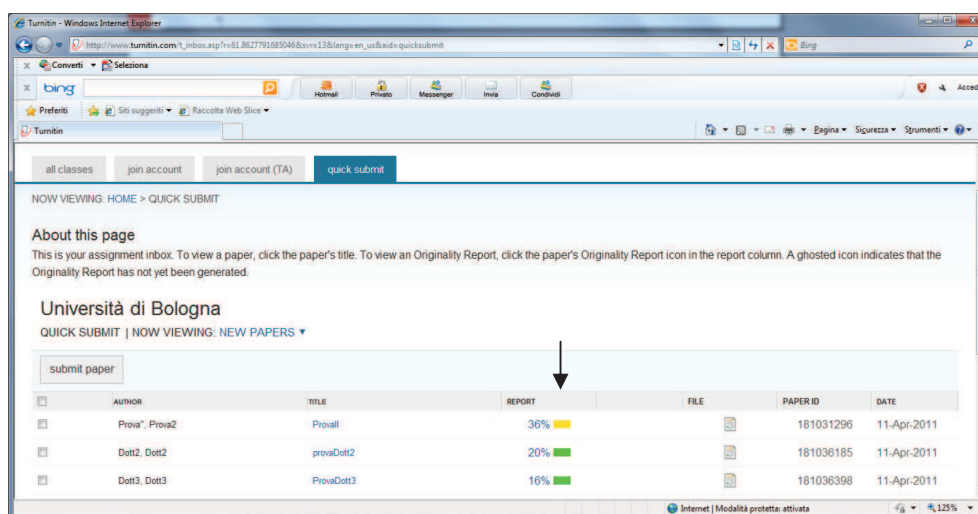 Turnitin - Windows Internet Explorer
http://www.turnitin.com/t_inbox.asp?r=61.8627791685046&svr=13&lang=en_us&aid=quicksubmit
Bing
x Converti Seleziona
x bing Hotmail Privato Messenger Invia Condividi Acced
Preferiti Siti suggeriti Raccolta Web Slice
Turnitin Pagina Sicurezza Strumenti
all classes join account join account (TA) quick submit
NOW VIEWING: HOME > QUICK SUBMIT
About this page
This is your assignment inbox. To view a paper, click the paper's title. To view an Originality Report, click the paper's Originality Report icon in the report column. A ghosted icon indicates that the
Originality Report has not yet been generated.
Università di Bologna
QUICK SUBMIT | NOW VIEWING: NEW PAPERS ▼
submit paper
AUTHOR TITLE REPORT FILE PAPER ID DATE
Prova", Prova2 ProvaII 36% 181031296 11-Apr-2011
Dott2, Dott2 provaDott2 20% 181036185 11-Apr-2011
Dott3, Dott3 ProvaDott3 16% 181036398 11-Apr-2011
Internet | Modalità protetta: attivata 125%